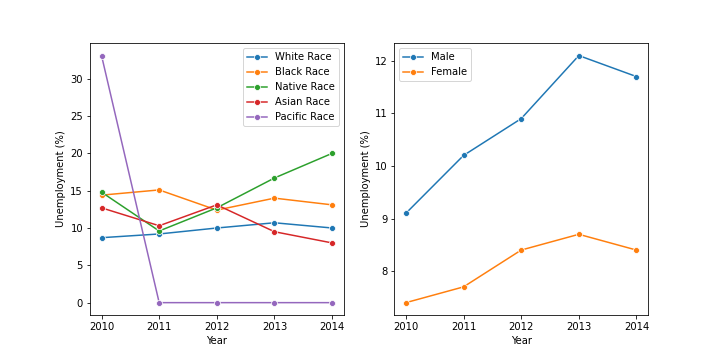 White Race
Black Race
Native Race
Asian Race
Pacific Race
Unemployment (%)
30
25
20
15
10
5
0
2010 2011 2012 2013 2014
Year
Male
Female
Unemployment (%)
12
11
10
9
8
2010 2011 2012 2013 2014
Year